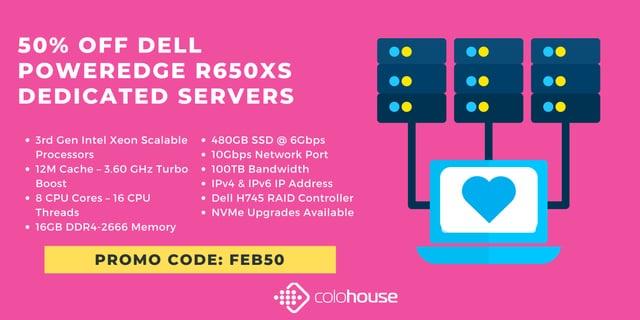 50% OFF DELL
POWEREDGE R650XS
DEDICATED SERVERS
• 3rd Gen Intel Xeon Scalable
Processors
• 12M Cache – 3.60 GHz Turbo
Boost
• 8 CPU Cores – 16 CPU
Threads
• 16GB DDR4-2666 Memory
• 480GB SSD @ 6Gbps
• 10Gbps Network Port
• 100TB Bandwidth
• IPv4 & IPv6 IP Address
• Dell H745 RAID Controller
• NVMe Upgrades Available
PROMO CODE: FEB50
colohouse